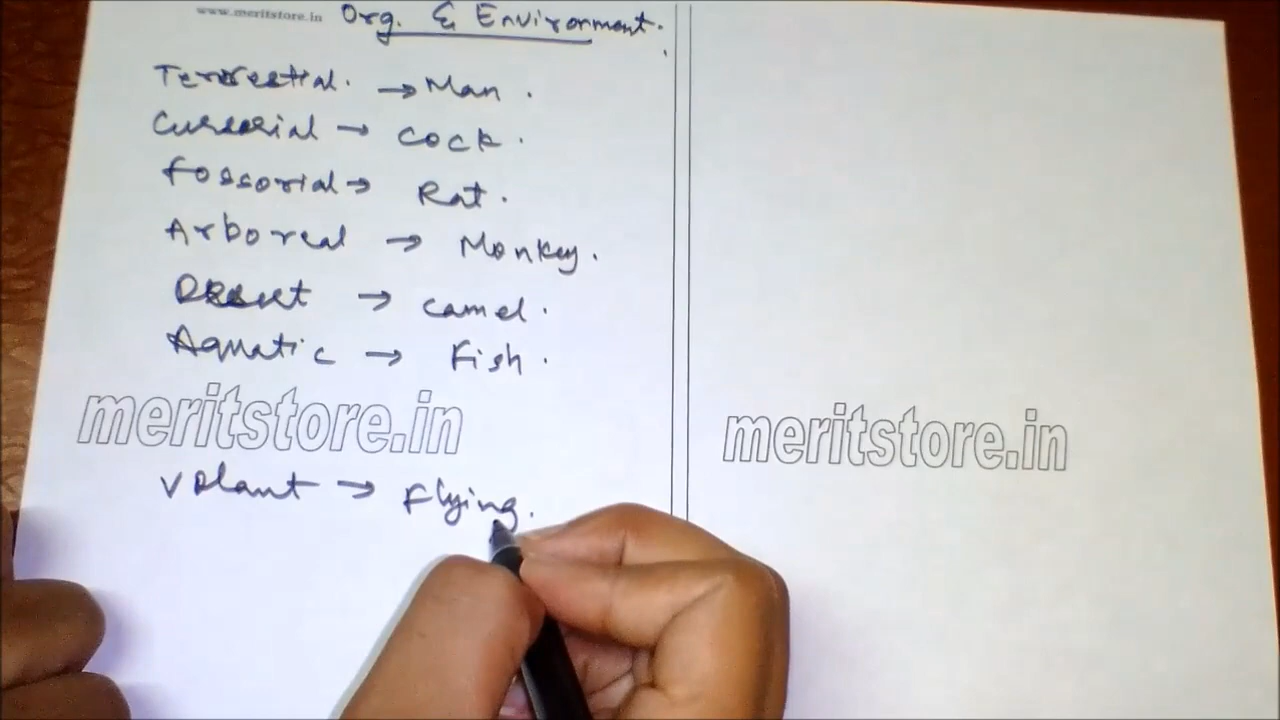 www.meritstore.in
Org. & Environment.
Terrestial. → Man.
Cursorial → Cock.
Fossorial → Rat.
Arboreal → Monkey.
Desert → Camel.
Aquatic → Fish.
meritstore.in
meritstore.in
Volant → Flying.